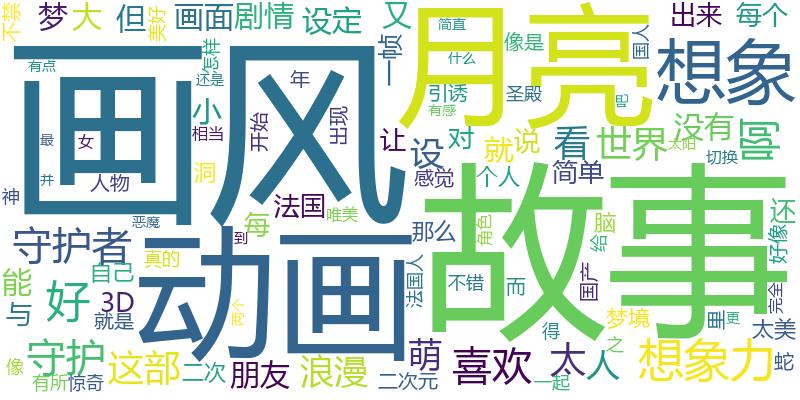 不禁
梦
大
但
美好
画面
剧情
设定
又
一帧
简直
像是
什么
国人
出来
每个
画风
月亮
想象
有点
怎样
还是
年
引诱
有感
圣殿
吧
小
开始
出现
最
女
相当
让
设
对
就
说
看
世界
没有
太阳
啊
并
人物
洞
感觉
个人
简单
切换
神
法国
唯美
故事
恶魔
每
守护者
动画
到
那么
角色
给
脑
还
好像
能
自己
真的
法国人
不错
而
国产
完全
与
好
3D
就是
两个
得
梦境
之
里
更
太美
像
守护
这部
二次
朋友
浪漫
二次元
萌
喜欢
太
人
一起
想象力
蛇
有所
惊奇